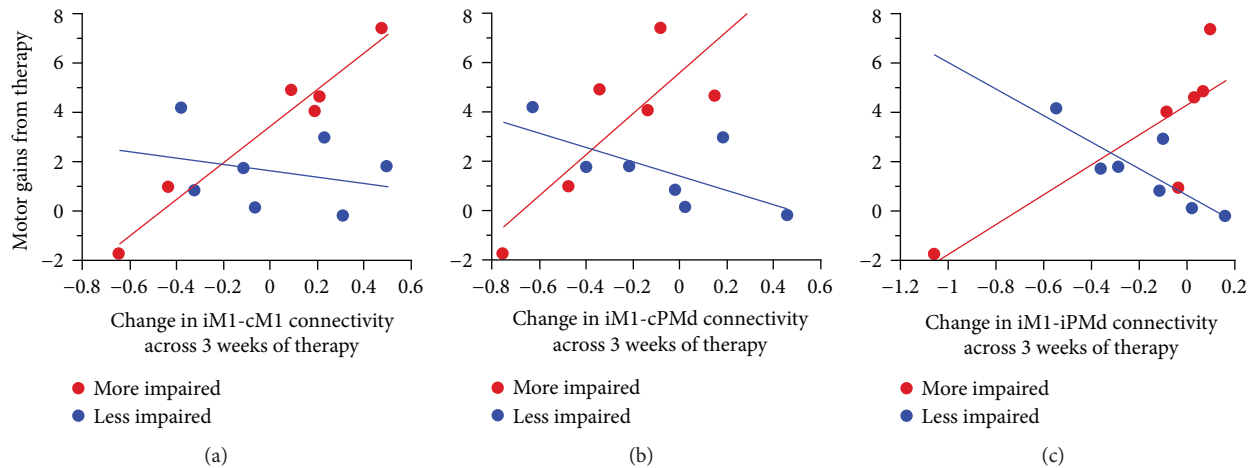 Motor gains from therapy
8
6
4
2
0
−2
−0.8 −0.6 −0.4 −0.2 0 0.2 0.4 0.6
Change in iM1-cM1 connectivity
across 3 weeks of therapy
More impaired
Less impaired
(a)
8
6
4
2
0
−2
−0.8 −0.6 −0.4 −0.2 0 0.2 0.4 0.6
Change in iM1-cPMd connectivity
across 3 weeks of therapy
More impaired
Less impaired
(b)
8
6
4
2
0
−2
−1.2 −1 −0.8 −0.6 −0.4 −0.2 0 0.2
Change in iM1-iPMd connectivity
across 3 weeks of therapy
More impaired
Less impaired
(c)